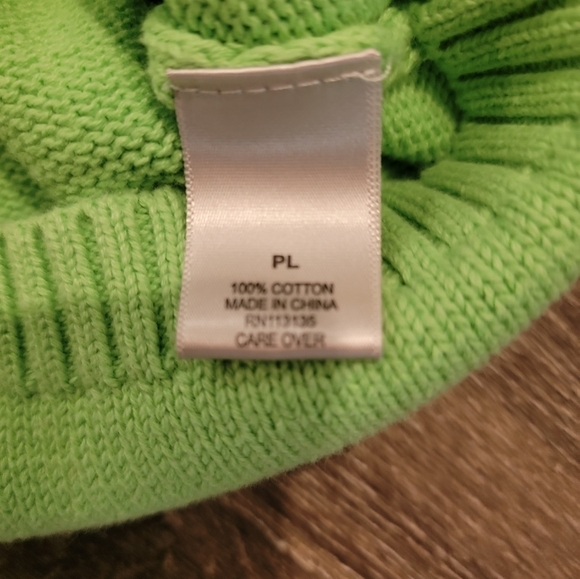 PL
100% COTTON
MADE IN CHINA
RN113135
CARE OVER